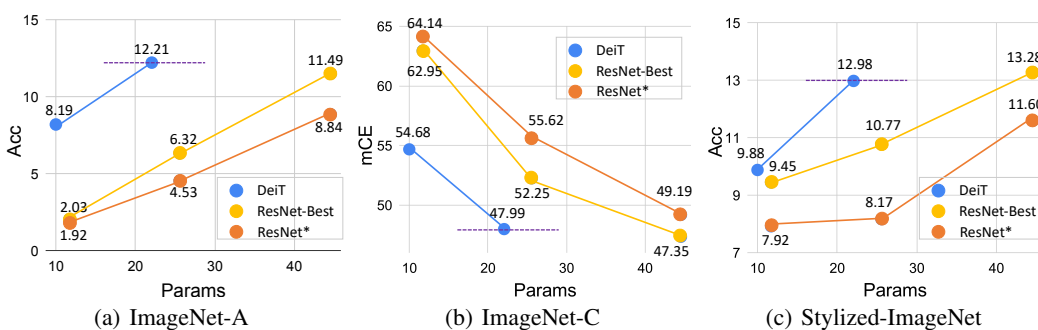 15
10
5
0
Acc
8.19
12.21
11.49
6.32
8.84
4.53
2.03
1.92
DeiT
ResNet-Best
ResNet*
10
20
30
40
Params
(a) ImageNet-A
65
60
55
50
mCE
64.14
62.95
DeiT
ResNet-Best
ResNet*
54.68
55.62
52.25
47.99
49.19
47.35
10
20
30
40
Params
(b) ImageNet-C
15
13
11
9
7
Acc
12.98
13.28
9.88
9.45
10.77
11.60
8.17
7.92
DeiT
ResNet-Best
ResNet*
10
20
30
40
Params
(c) Stylized-ImageNet